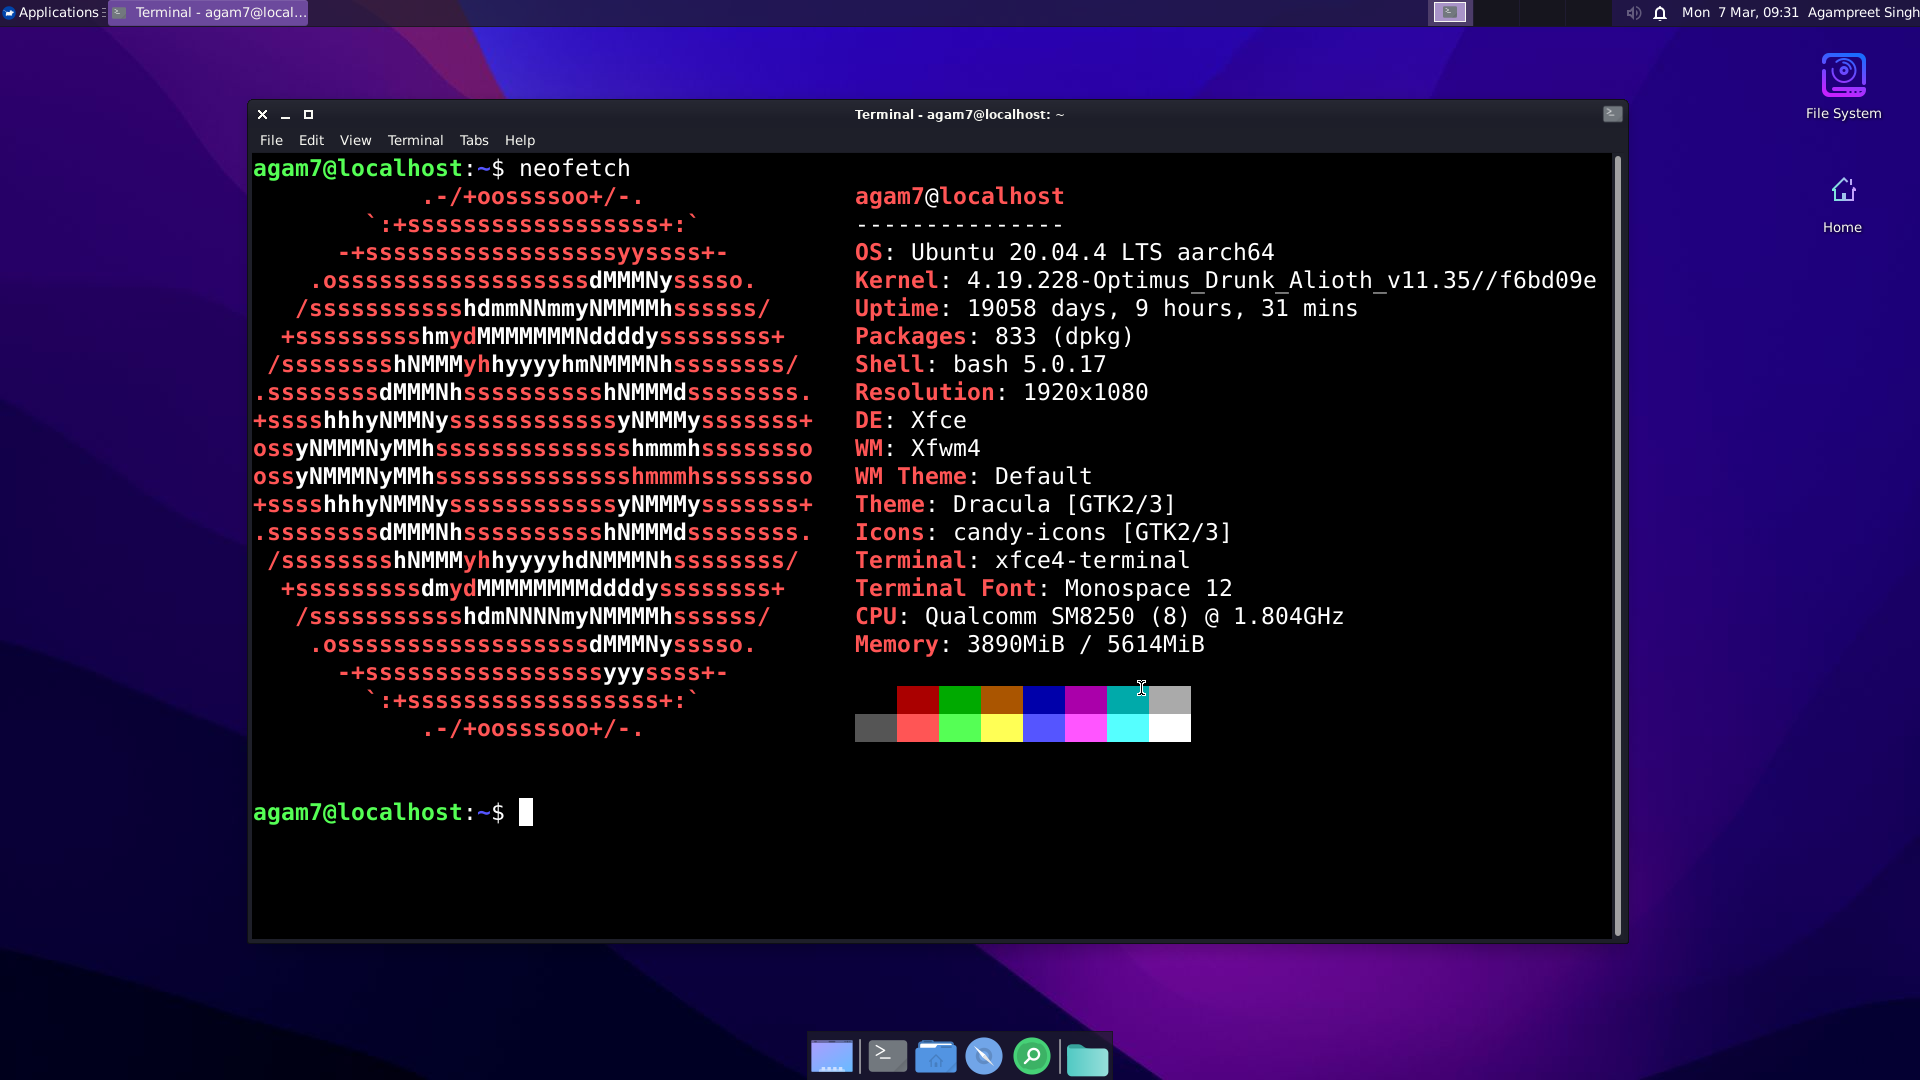 Applications
Terminal - agam7@local...
Mon 7 Mar, 09:31 Agampreet Singh
File System
Home
Terminal - agam7@localhost: ~
File Edit View Terminal Tabs Help
agam7@localhost:~$ neofetch
.-/+oossssoo+/-.
`:+ssssssssssssssssss+:`
-+ssssssssssssssssssyyssss+-
.ossssssssssssssssssdMMMNysssso.
/ssssssssssshdmmNNmmyNMMMMhssssss/
+ssssssssshmydMMMMMMMNddddyssssssss+
/sssssssshNMMMyhhyyyyhmNMMMNhssssssss/
.ssssssssdMMMNhsssssssssshNMMMdssssssss.
+sssshhhyNMMNyssssssssssssyNMMMysssssss+
ossyNMMMNyMMhsssssssssssssshmmmhssssssso
ossyNMMMNyMMhsssssssssssssshmmmhssssssso
+sssshhhyNMMNyssssssssssssyNMMMysssssss+
.ssssssssdMMMNhsssssssssshNMMMdssssssss.
/sssssssshNMMMyhhyyyyhdNMMMNhssssssss/
+sssssssssdmydMMMMMMMMddddyssssssss+
/ssssssssssshdmNNNNmyNMMMMhssssss/
.ossssssssssssssssssdMMMNysssso.
-+sssssssssssssssssyyyssss+-
`:+ssssssssssssssssss+:`
.-/+oossssoo+/-.
agam7@localhost
---------------
OS: Ubuntu 20.04.4 LTS aarch64
Kernel: 4.19.228-Optimus_Drunk_Alioth_v11.35//f6bd09e
Uptime: 19058 days, 9 hours, 31 mins
Packages: 833 (dpkg)
Shell: bash 5.0.17
Resolution: 1920x1080
DE: Xfce
WM: Xfwm4
WM Theme: Default
Theme: Dracula [GTK2/3]
Icons: candy-icons [GTK2/3]
Terminal: xfce4-terminal
Terminal Font: Monospace 12
CPU: Qualcomm SM8250 (8) @ 1.804GHz
Memory: 3890MiB / 5614MiB
agam7@localhost:~$